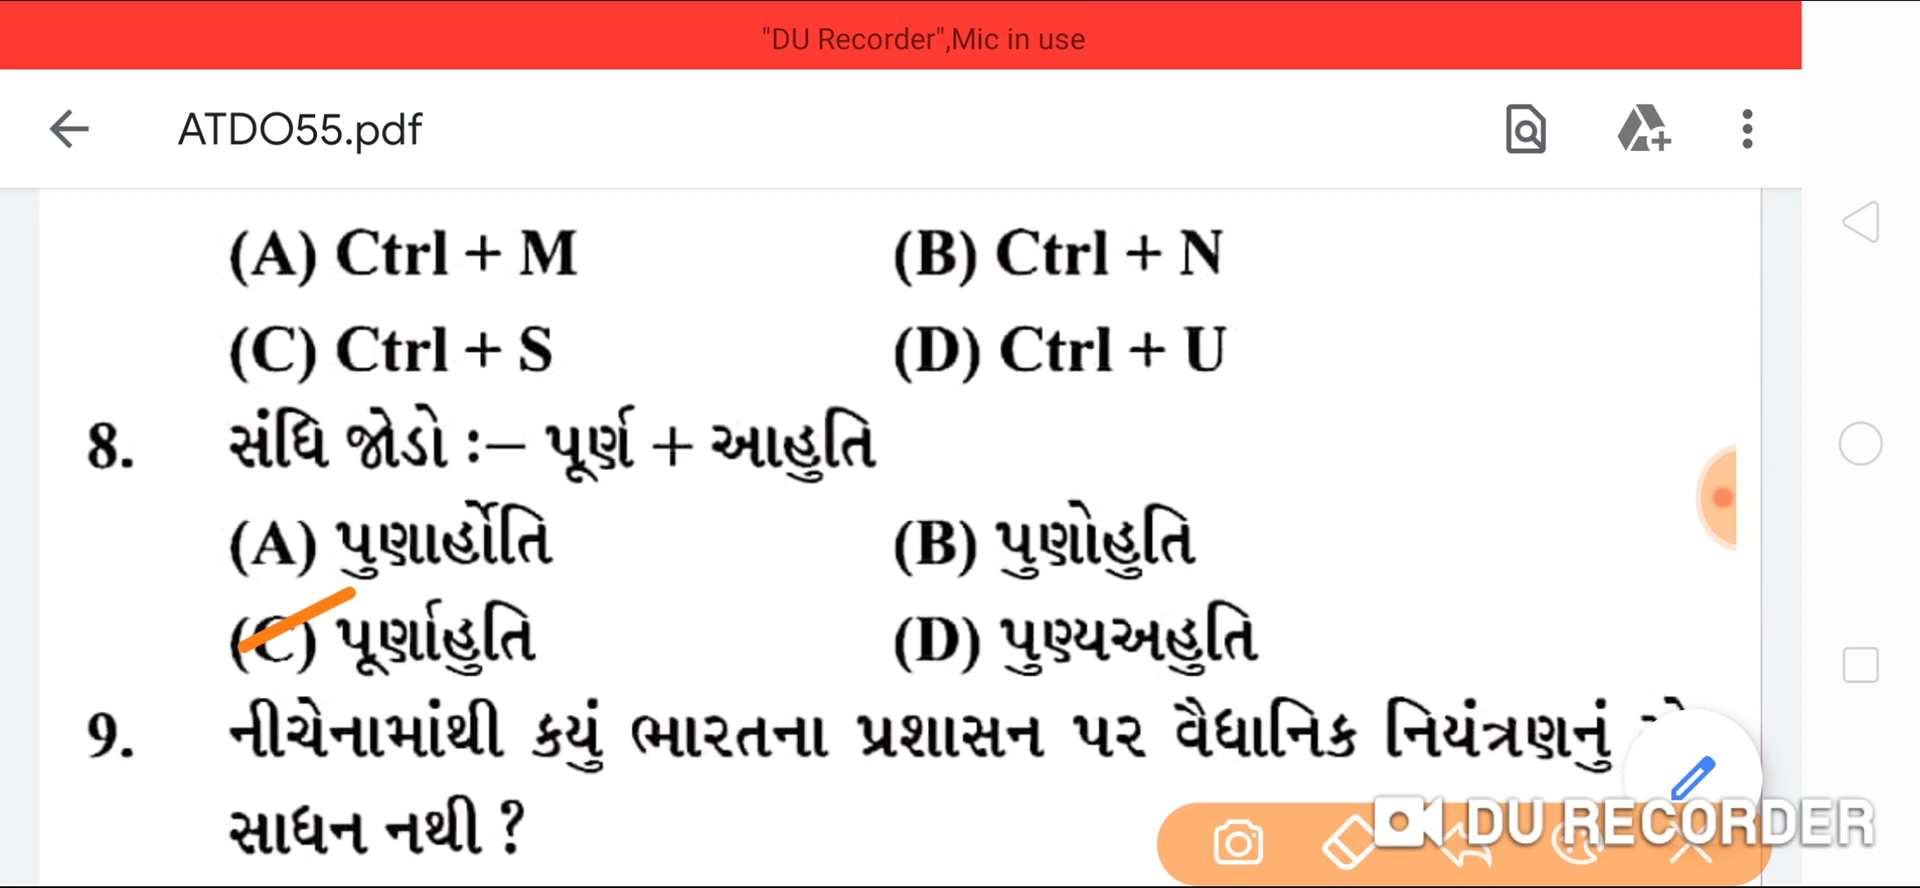 "DU Recorder",Mic in use
ATDO55.pdf
(A) Ctrl + M (B) Ctrl + N
(C) Ctrl + S (D) Ctrl + U
8. સંધિ જોડો :– પૂર્ણ + આહુતિ
(A) પુણાર્હોતિ (B) પુણોહુતિ
(C) પૂર્ણાહુતિ (D) પુણ્યઅહુતિ
9. નીચેનામાંથી કયું ભારતના પ્રશાસન પર વૈધાનિક નિયંત્રણનું
સાધન નથી ?
DU RECORDER